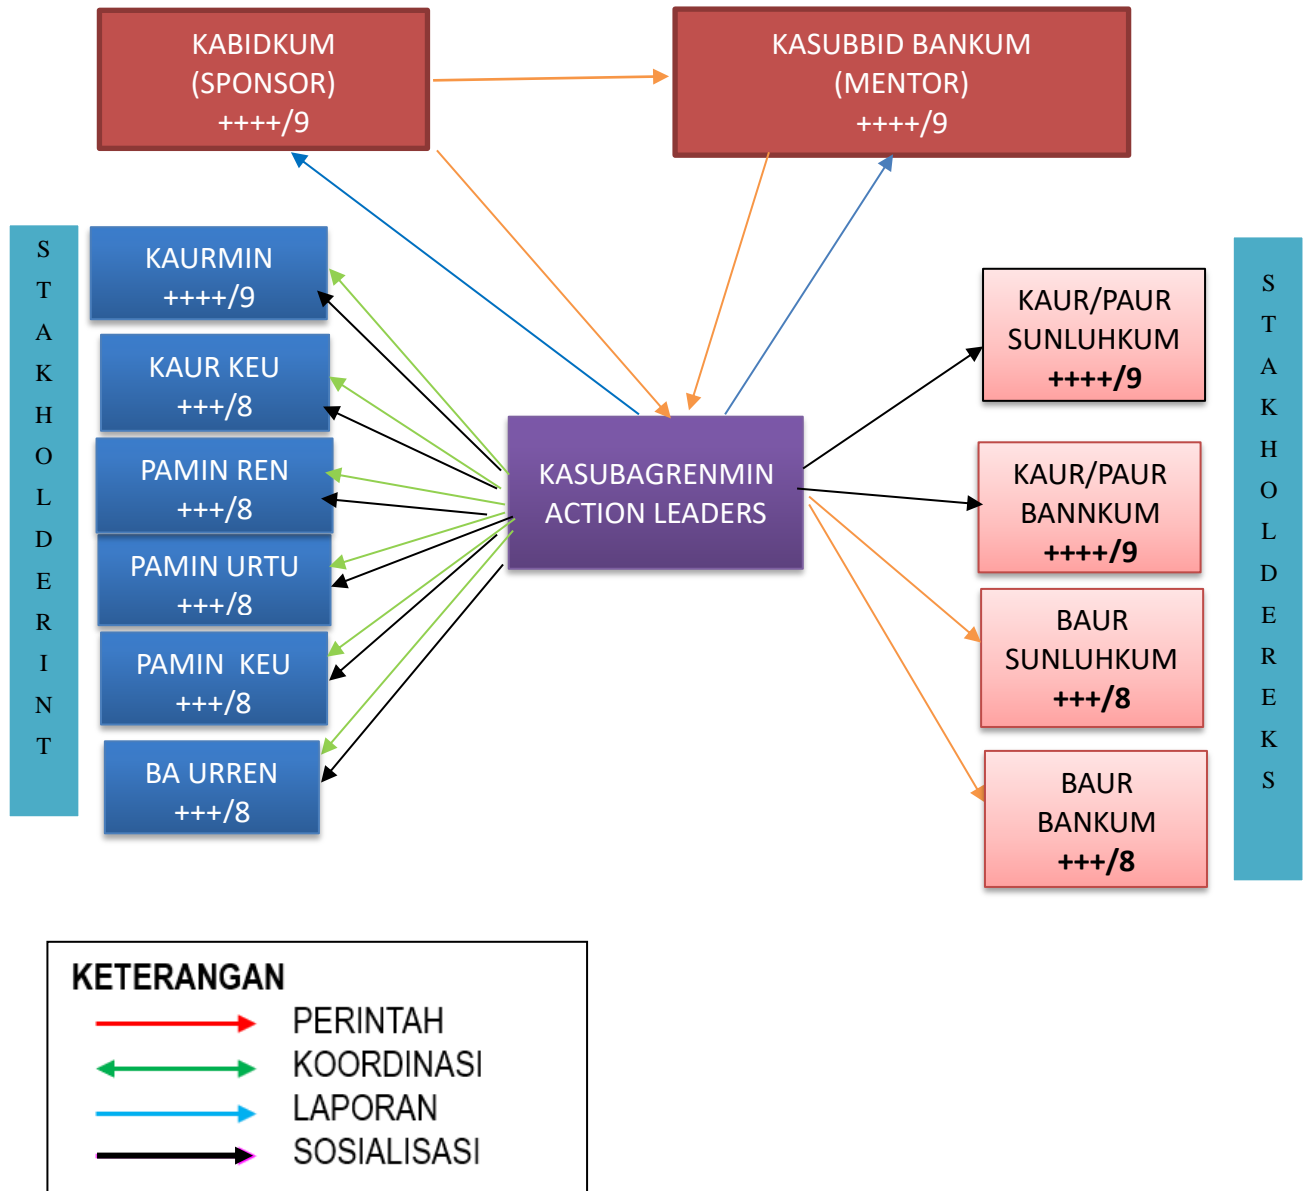 KABIDKUM
(SPONSOR)
++++/9
KASUBBID BANKUM
(MENTOR)
++++/9
S
T
A
K
H
O
L
D
E
R
I
N
T
KAURMIN
++++/9
KAUR KEU
+++/8
PAMIN REN
+++/8
PAMIN URTU
+++/8
PAMIN  KEU
+++/8
BA URREN
+++/8
KASUBAGRENMIN
ACTION LEADERS
KAUR/PAUR
SUNLUHKUM
++++/9
KAUR/PAUR
BANNKUM
++++/9
BAUR
SUNLUHKUM
+++/8
BAUR
BANKUM
+++/8
S
T
A
K
H
O
L
D
E
R
E
K
S
KETERANGAN
PERINTAH
KOORDINASI
LAPORAN
SOSIALISASI